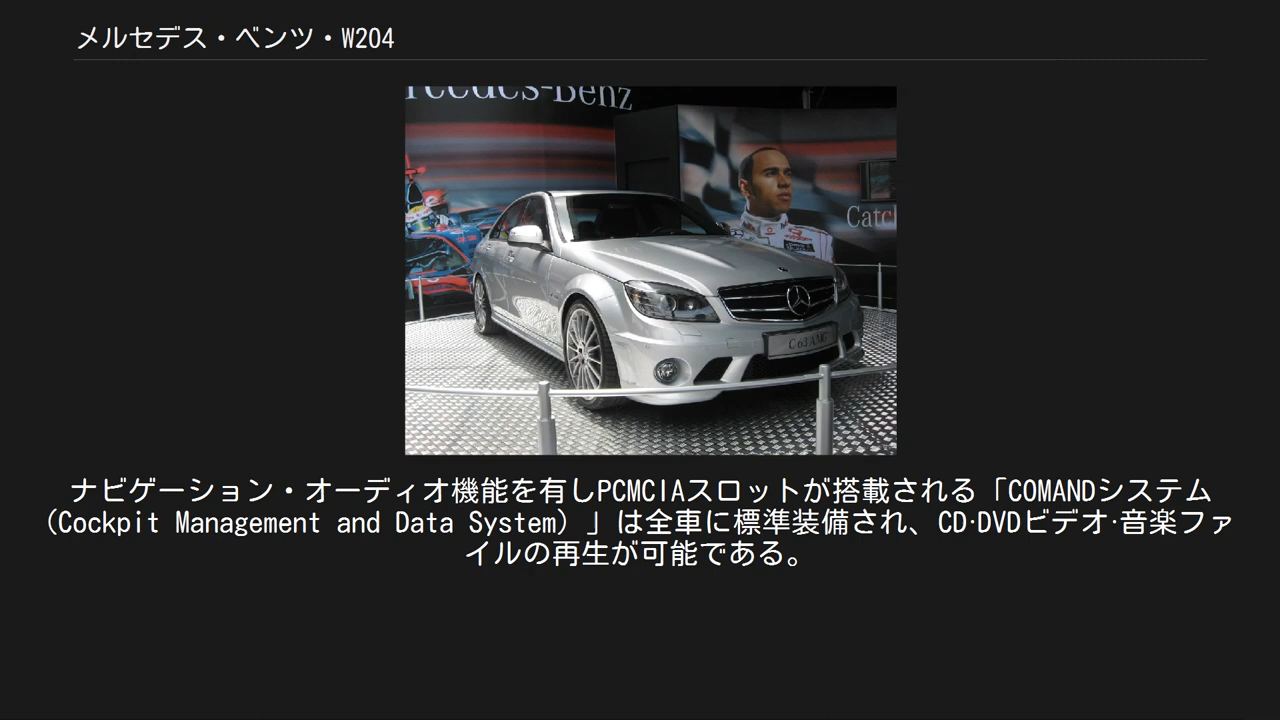 メルセデス・ベンツ・W204
rcedes-Benz
Catcl
C 63 AMG
ナビゲーション・オーディオ機能を有しPCMCIAスロットが搭載される「COMANDシステム
(Cockpit Management and Data System) 」は全車に標準装備され、CD·DVDビデオ·音楽ファ
イルの再生が可能である。